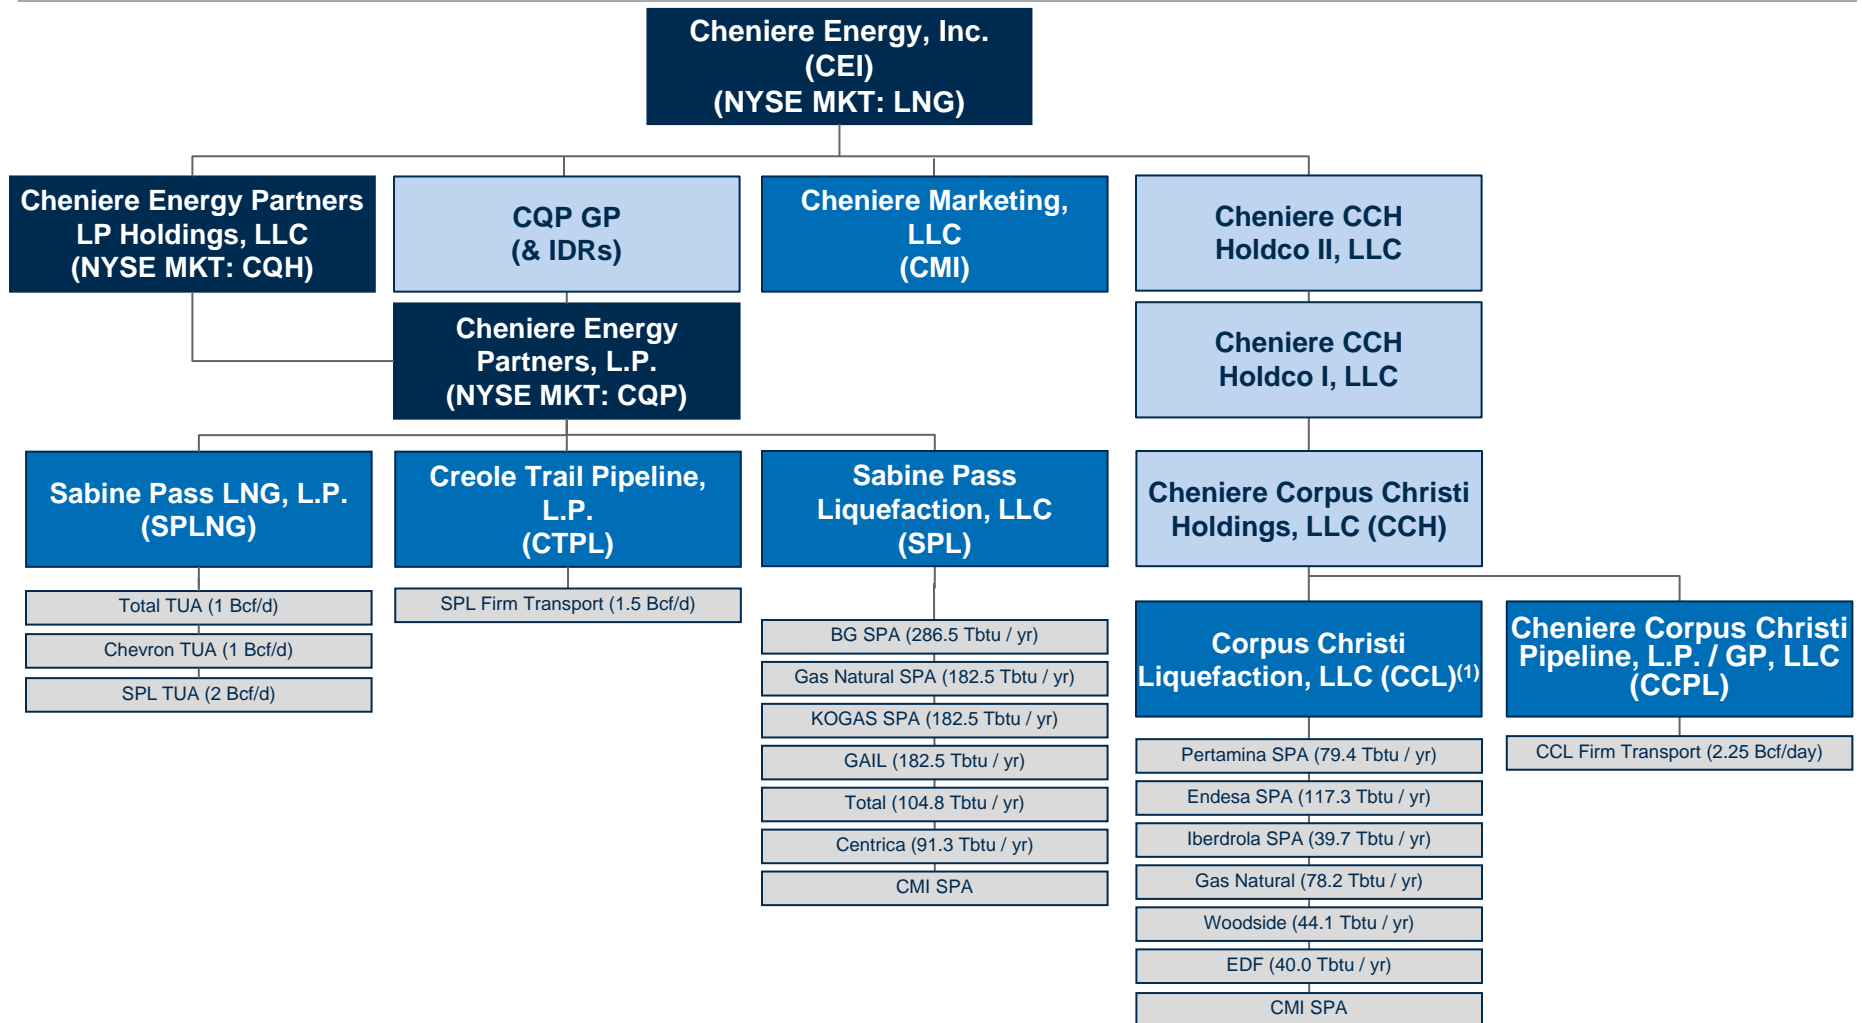 Cheniere Energy, Inc.
(CEI)
(NYSE MKT: LNG)
Cheniere Energy Partners
LP Holdings, LLC
(NYSE MKT: CQH)
CQP GP
(& IDRs)
Cheniere Marketing,
LLC
(CMI)
Cheniere CCH
Holdco II, LLC
Cheniere Energy
Partners, L.P.
(NYSE MKT: CQP)
Cheniere CCH
Holdco I, LLC
Sabine Pass LNG, L.P.
(SPLNG)
Creole Trail Pipeline,
L.P.
(CTPL)
Sabine Pass
Liquefaction, LLC
(SPL)
Cheniere Corpus Christi
Holdings, LLC (CCH)
Total TUA (1 Bcf/d)
Chevron TUA (1 Bcf/d)
SPL TUA (2 Bcf/d)
SPL Firm Transport (1.5 Bcf/d)
BG SPA (286.5 Tbtu / yr)
Gas Natural SPA (182.5 Tbtu / yr)
KOGAS SPA (182.5 Tbtu / yr)
GAIL (182.5 Tbtu / yr)
Total (104.8 Tbtu / yr)
Centrica (91.3 Tbtu / yr)
CMI SPA
Corpus Christi
Liquefaction, LLC (CCL)(1)
Cheniere Corpus Christi
Pipeline, L.P. / GP, LLC
(CCPL)
Pertamina SPA (79.4 Tbtu / yr)
Endesa SPA (117.3 Tbtu / yr)
Iberdrola SPA (39.7 Tbtu / yr)
Gas Natural (78.2 Tbtu / yr)
Woodside (44.1 Tbtu / yr)
EDF (40.0 Tbtu / yr)
CMI SPA
CCL Firm Transport (2.25 Bcf/day)